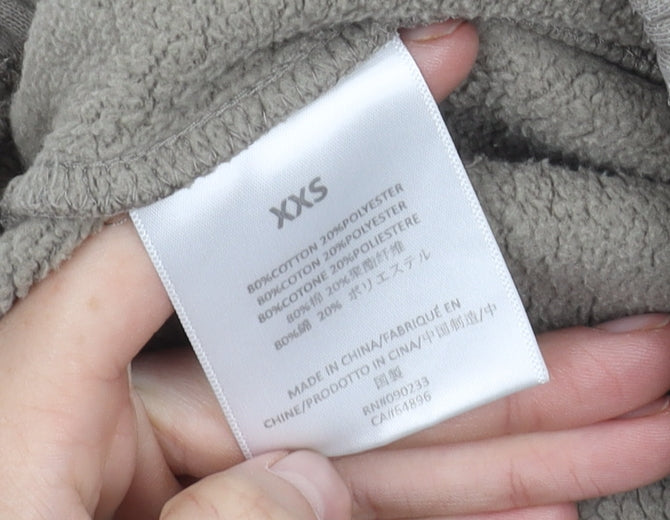 XXS
80%COTTON 20%POLYESTER
80%COTON 20%POLYESTER
80%COTONE 20%POLIESTERE
80%棉 20%聚酯纤维
80%綿 20% ポリエステル
MADE IN CHINA/FABRIQUÉ EN
CHINE/PRODOTTO IN CINA/中国制造/中
国製
RN#090233
CA#64896